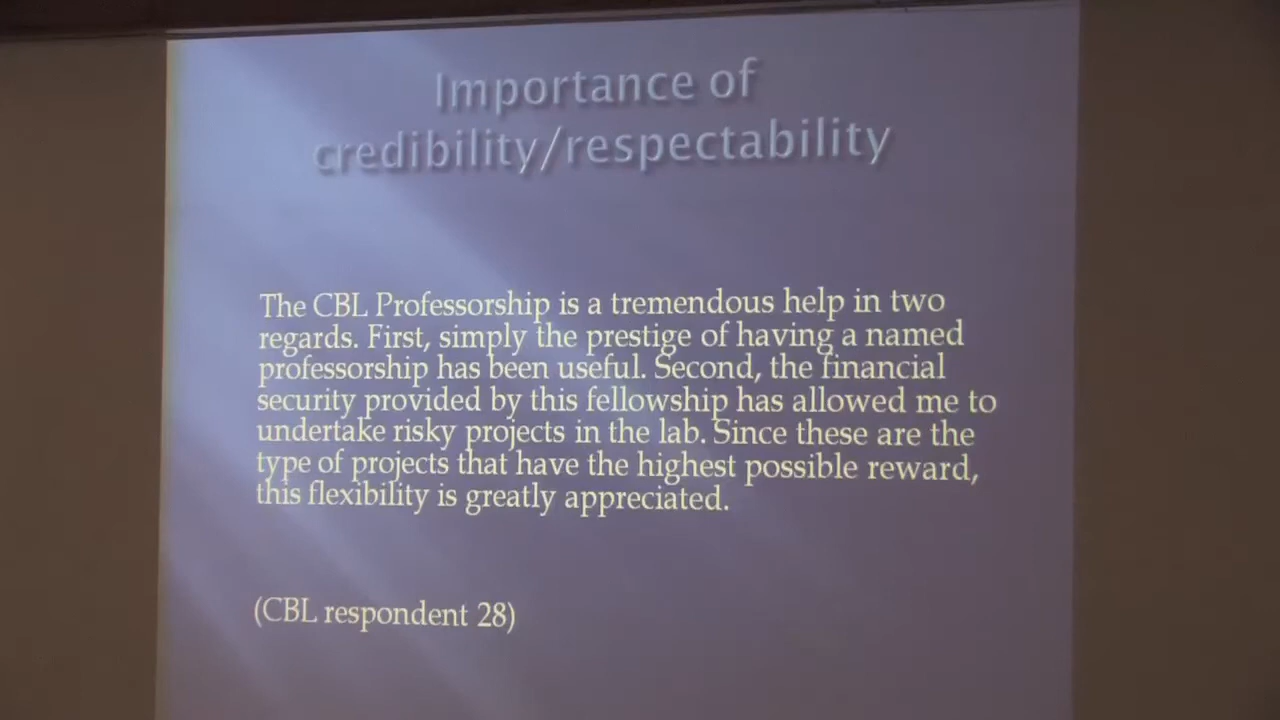 Importance of
credibility/respectability
The CBL Professorship is a tremendous help in two
regards. First, simply the prestige of having a named
professorship has been useful. Second, the financial
security provided by this fellowship has allowed me to
undertake risky projects in the lab. Since these are the
type of projects that have the highest possible reward,
this flexibility is greatly appreciated.
(CBL respondent 28)